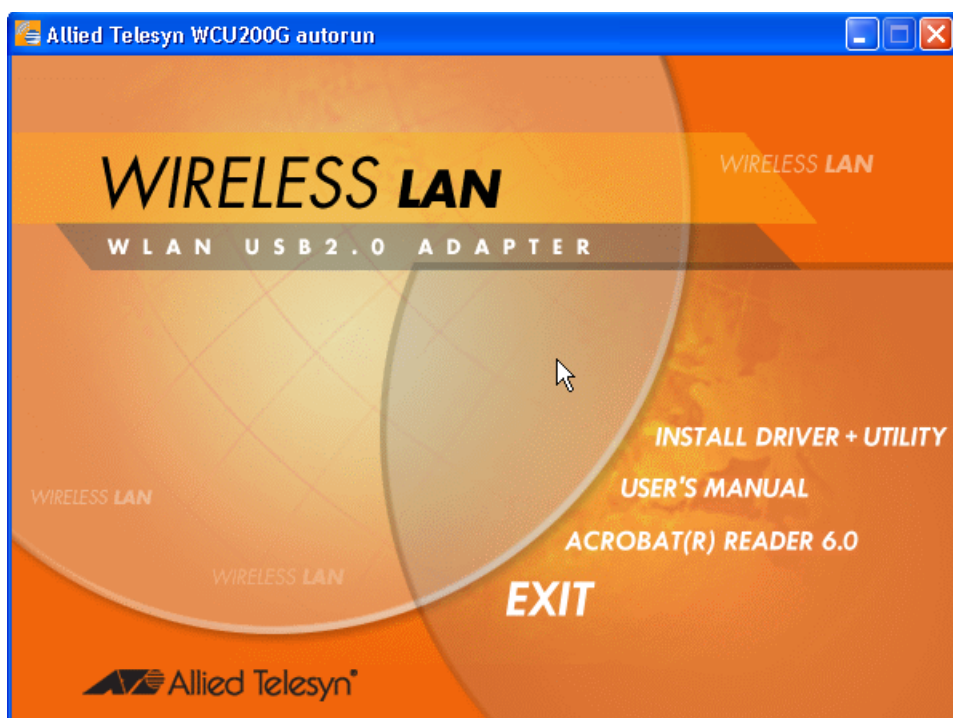 Allied Telesyn WCU200G autorun
WIRELESS LAN
WIRELESS LAN
WLAN USB2.0 ADAPTER
INSTALL DRIVER + UTILITY
USER'S MANUAL
WIRELESS LAN
ACROBAT(R) READER 6.0
WIRELESS LAN
EXIT
Allied Telesyn®